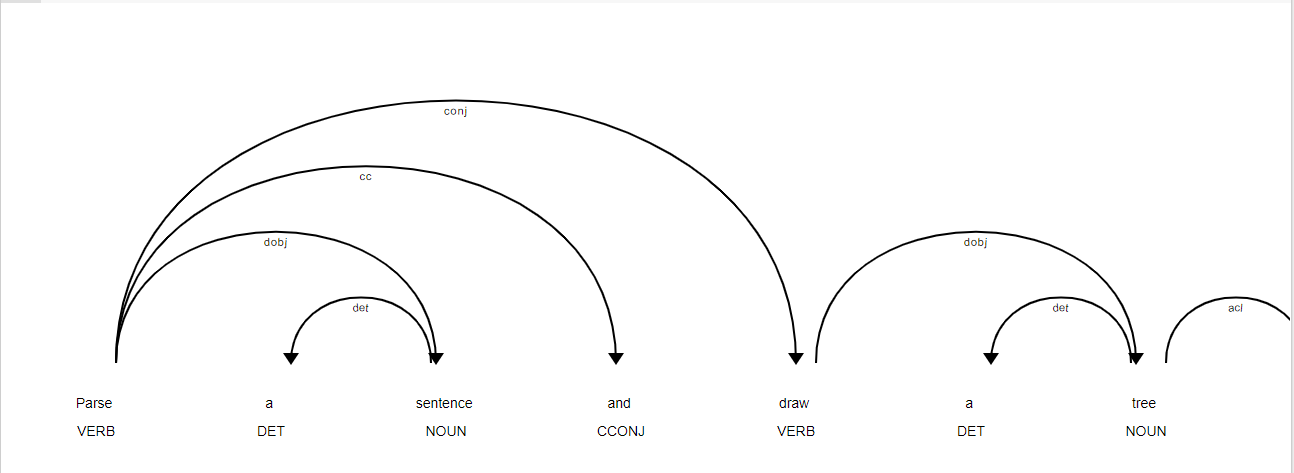 conj
cc
dobj
dobj
det
det
acl
Parse a sentence and draw a tree
VERB DET NOUN CCONJ VERB DET NOUN